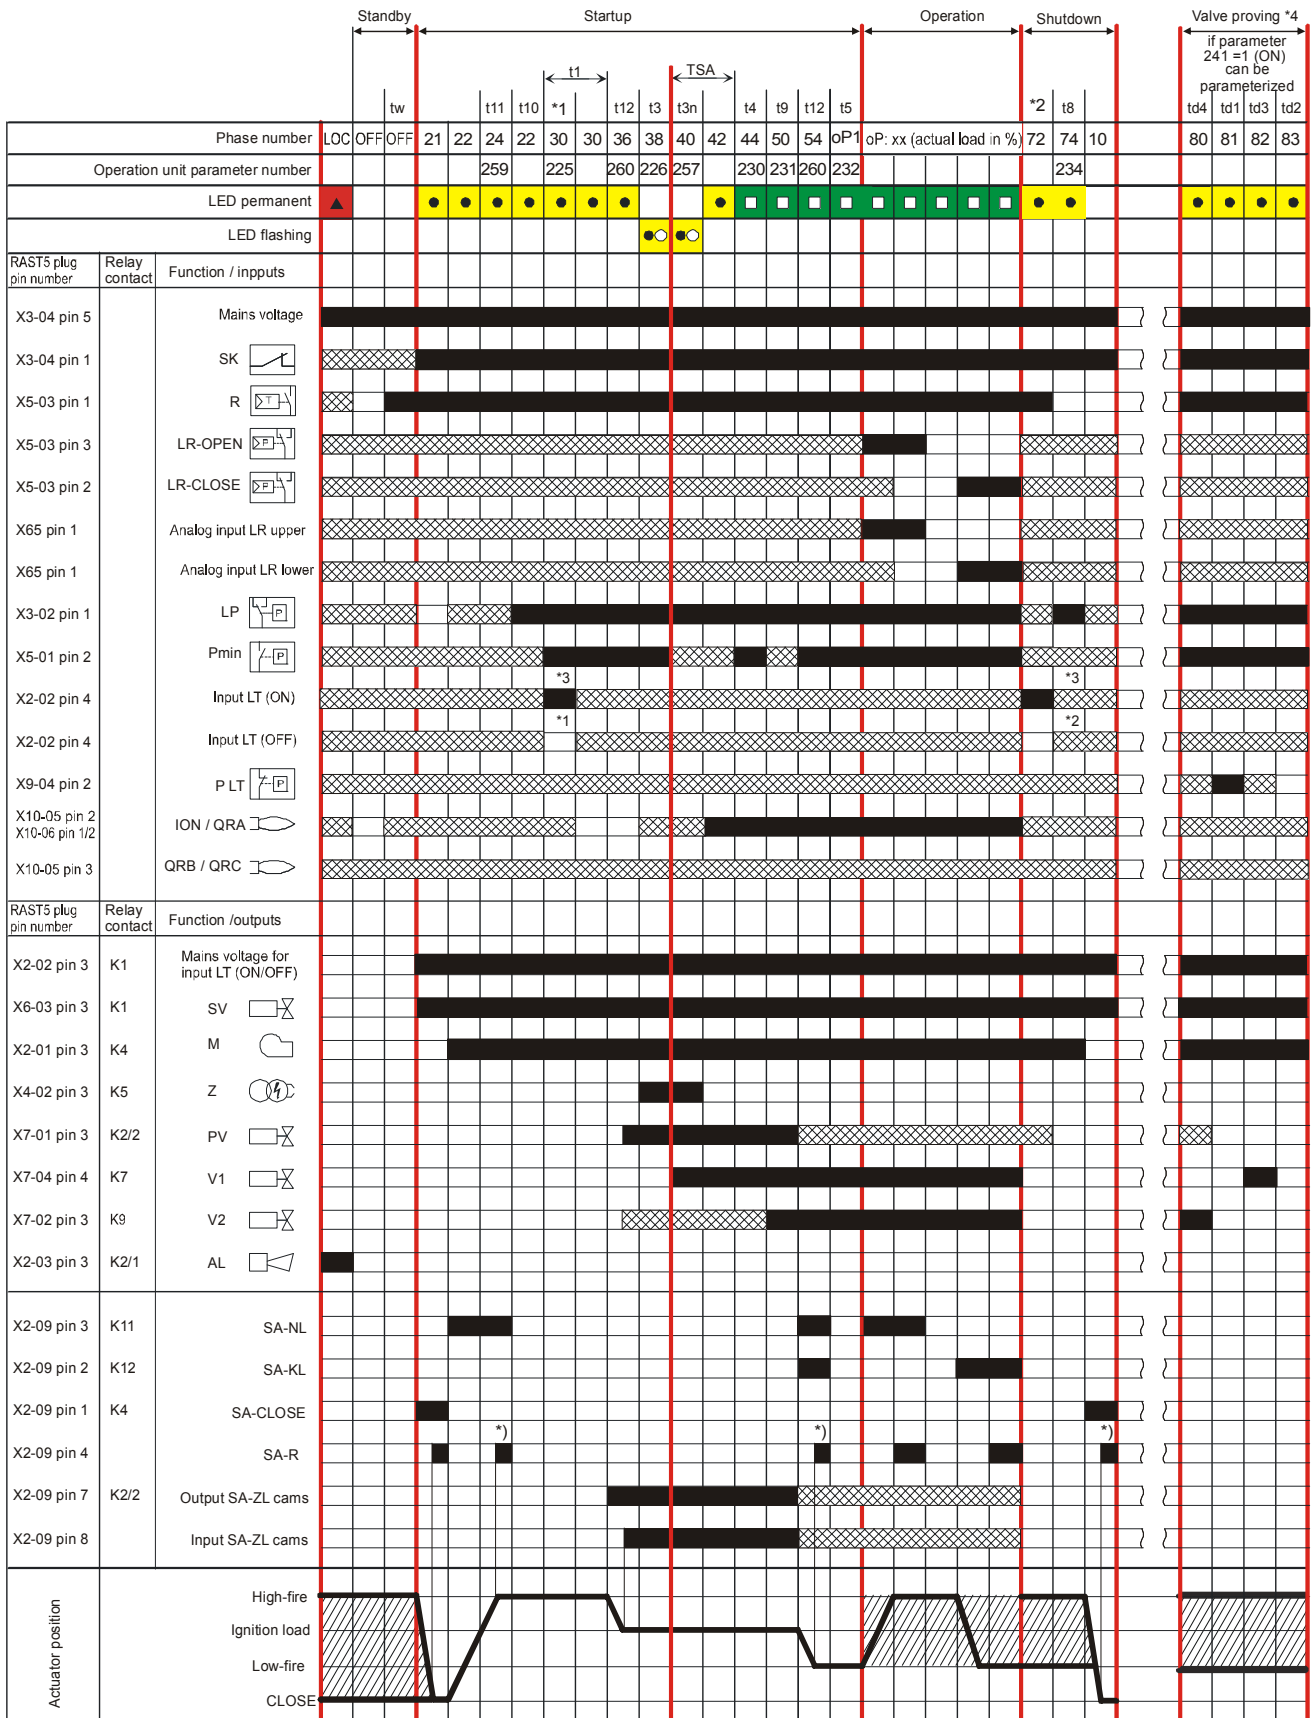 Standby Startup Operation Shutdown Valve proving *4
if parameter
241 =1 (ON)
can be
parameterized
t1 TSA
tw t11 t10 *1 t12 t3 t3n t4 t9 t12 t5 *2 t8 td4 td1 td3 td2
Phase number LOC OFF OFF 21 22 24 22 30 30 36 38 40 42 44 50 54 oP1 oP: xx (actual load in %) 72 74 10 80 81 82 83
Operation unit parameter number 259 225 260 226 257 230 231 260 232 234
LED permanent
LED flashing
RAST5 plug
pin number
Relay
contact
Function / inpputs
X3-04 pin 5 Mains voltage
X3-04 pin 1 SK
X5-03 pin 1 R T
X5-03 pin 3 LR-OPEN P
X5-03 pin 2 LR-CLOSE P
X65 pin 1 Analog input LR upper
X65 pin 1 Analog input LR lower
X3-02 pin 1 LP P
X5-01 pin 2 Pmin P
*3 *3
X2-02 pin 4 Input LT (ON)
*1 *2
X2-02 pin 4 Input LT (OFF)
X9-04 pin 2 P LT P
X10-05 pin 2
X10-06 pin 1/2
ION / QRA
X10-05 pin 3 QRB / QRC
RAST5 plug
pin number
Relay
contact
Function /outputs
X2-02 pin 3 K1 Mains voltage for
input LT (ON/OFF)
X6-03 pin 3 K1 SV
X2-01 pin 3 K4 M
X4-02 pin 3 K5 Z
X7-01 pin 3 K2/2 PV
X7-04 pin 4 K7 V1
X7-02 pin 3 K9 V2
X2-03 pin 3 K2/1 AL
X2-09 pin 3 K11 SA-NL
X2-09 pin 2 K12 SA-KL
X2-09 pin 1 K4 SA-CLOSE
*) *) *)
X2-09 pin 4 SA-R
X2-09 pin 7 K2/2 Output SA-ZL cams
X2-09 pin 8 Input SA-ZL cams
Actuator position
High-fire
Ignition load
Low-fire
CLOSE